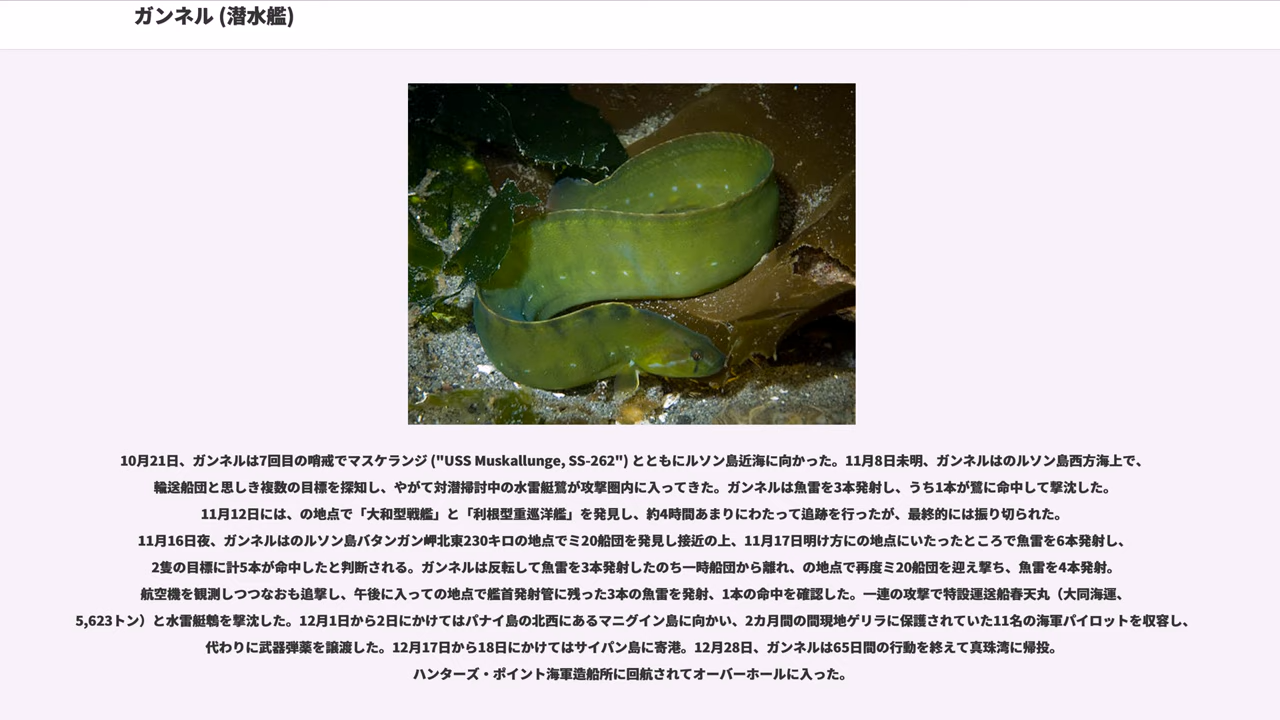 ガンネル (潜水艦)
10月21日、ガンネルは7回目の哨戒でマスケランジ ("USS Muskallunge, SS-262") とともにルソン島近海に向かった。11月8日未明、ガンネルはのルソン島西方海上で、
輸送船団と思しき複数の目標を探知し、やがて対潜掃討中の水雷艇鷺が攻撃圏内に入ってきた。ガンネルは魚雷を3本発射し、うち1本が鷺に命中して撃沈した。
11月12日には、の地点で「大和型戦艦」と「利根型重巡洋艦」を発見し、約4時間あまりにわたって追跡を行ったが、最終的には振り切られた。
11月16日夜、ガンネルはのルソン島バタンガン岬北東230キロの地点でミ20船団を発見し接近の上、11月17日明け方にの地点にいたったところで魚雷を6本発射し、
2隻の目標に計5本が命中したと判断される。ガンネルは反転して魚雷を3本発射したのち一時船団から離れ、の地点で再度ミ20船団を迎え撃ち、魚雷を4本発射。
航空機を観測しつつなおも追撃し、午後に入っての地点で艦首発射管に残った3本の魚雷を発射、1本の命中を確認した。一連の攻撃で特設運送船春天丸（大同海運、
5,623トン）と水雷艇鵯を撃沈した。12月1日から2日にかけてはパナイ島の北西にあるマニグイン島に向かい、2カ月間の間現地ゲリラに保護されていた11名の海軍パイロットを収容し、
代わりに武器弾薬を譲渡した。12月17日から18日にかけてはサイパン島に寄港。12月28日、ガンネルは65日間の行動を終えて真珠湾に帰投。
ハンターズ・ポイント海軍造船所に回航されてオーバーホールに入った。